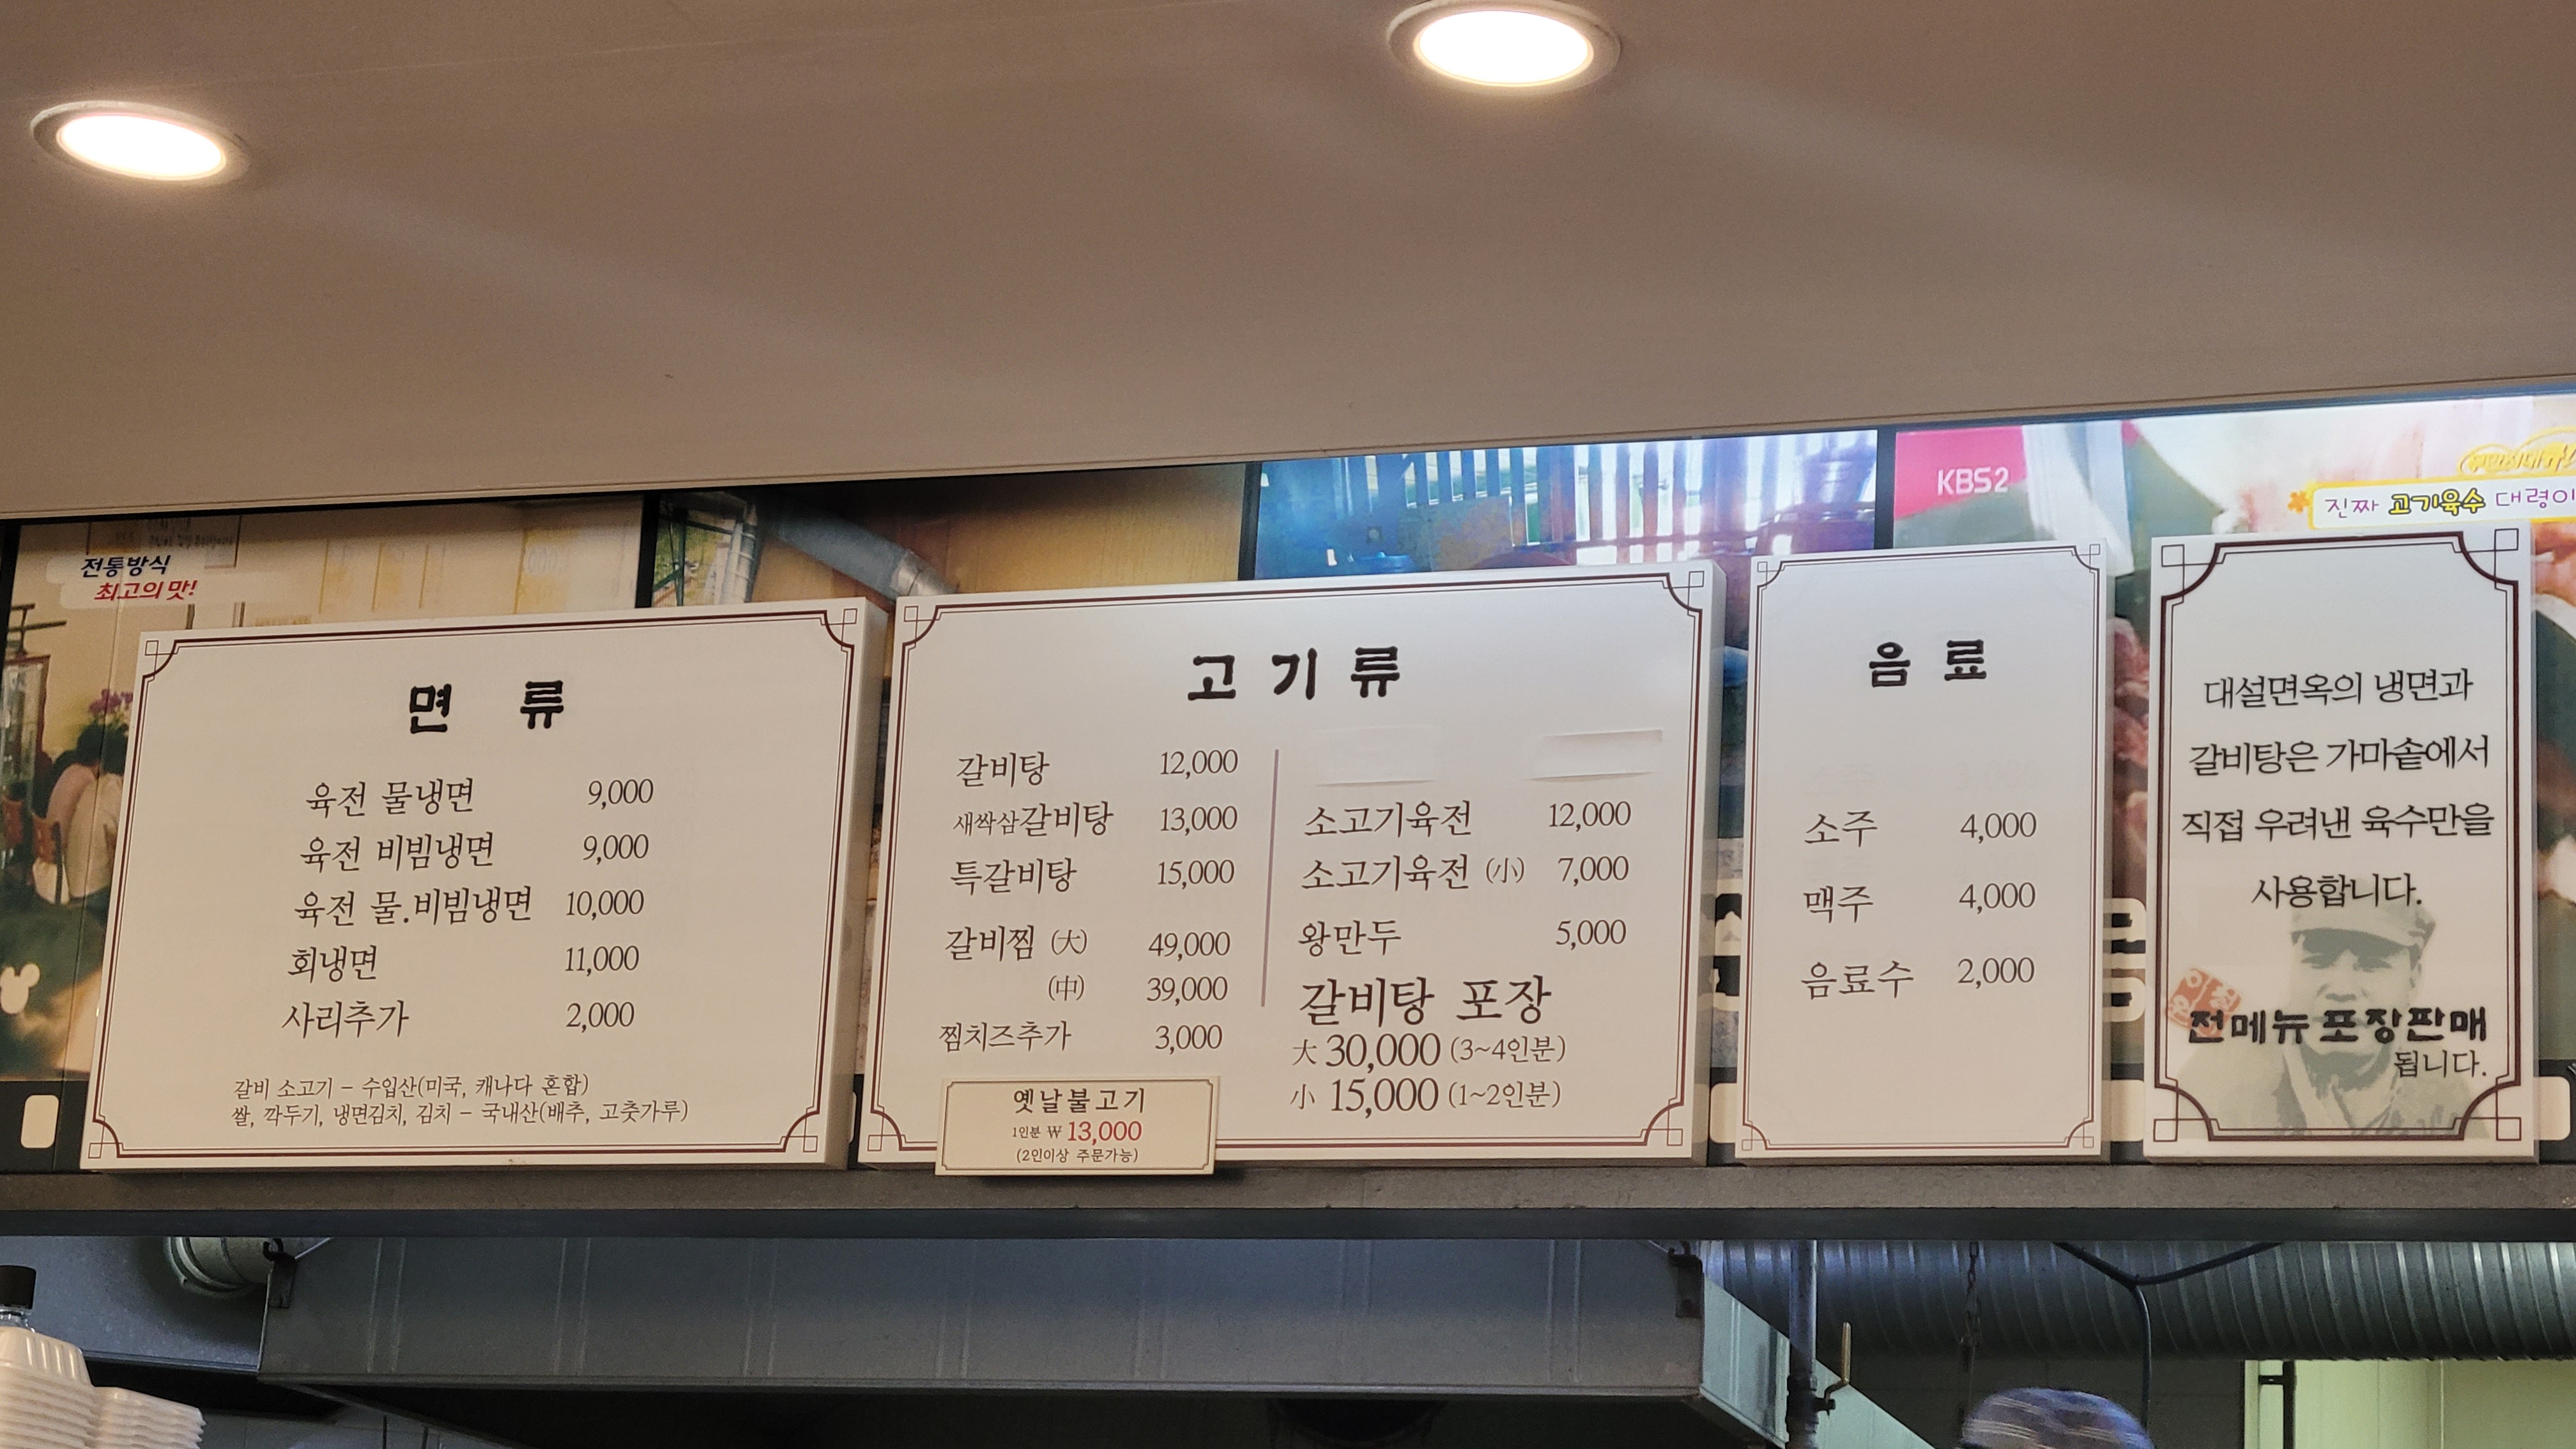 KBS2
진짜 고기육수 대령이
전통방식
최고의 맛!
면 류
육전 물냉면 9,000
육전 비빔냉면 9,000
육전 물.비빔냉면 10,000
회냉면 11,000
사리추가 2,000
갈비 소고기 - 수입산(미국, 캐나다 혼합)
쌀, 깍두기, 냉면김치, 김치 - 국내산(배추, 고춧가루)
고 기 류
갈비탕 12,000
새싹삼갈비탕 13,000
특갈비탕 15,000
갈비찜 (大) 49,000
(中) 39,000
찜치즈추가 3,000
옛날불고기
1인분 ₩ 13,000
(2인이상 주문가능)
소고기육전 12,000
소고기육전 (小) 7,000
왕만두 5,000
갈비탕 포장
大 30,000 (3~4인분)
小 15,000 (1~2인분)
음 료
소주 4,000
맥주 4,000
음료수 2,000
대설면옥의 냉면과
갈비탕은 가마솥에서
직접 우려낸 육수만을
사용합니다.
전메뉴 포장판매
됩니다.